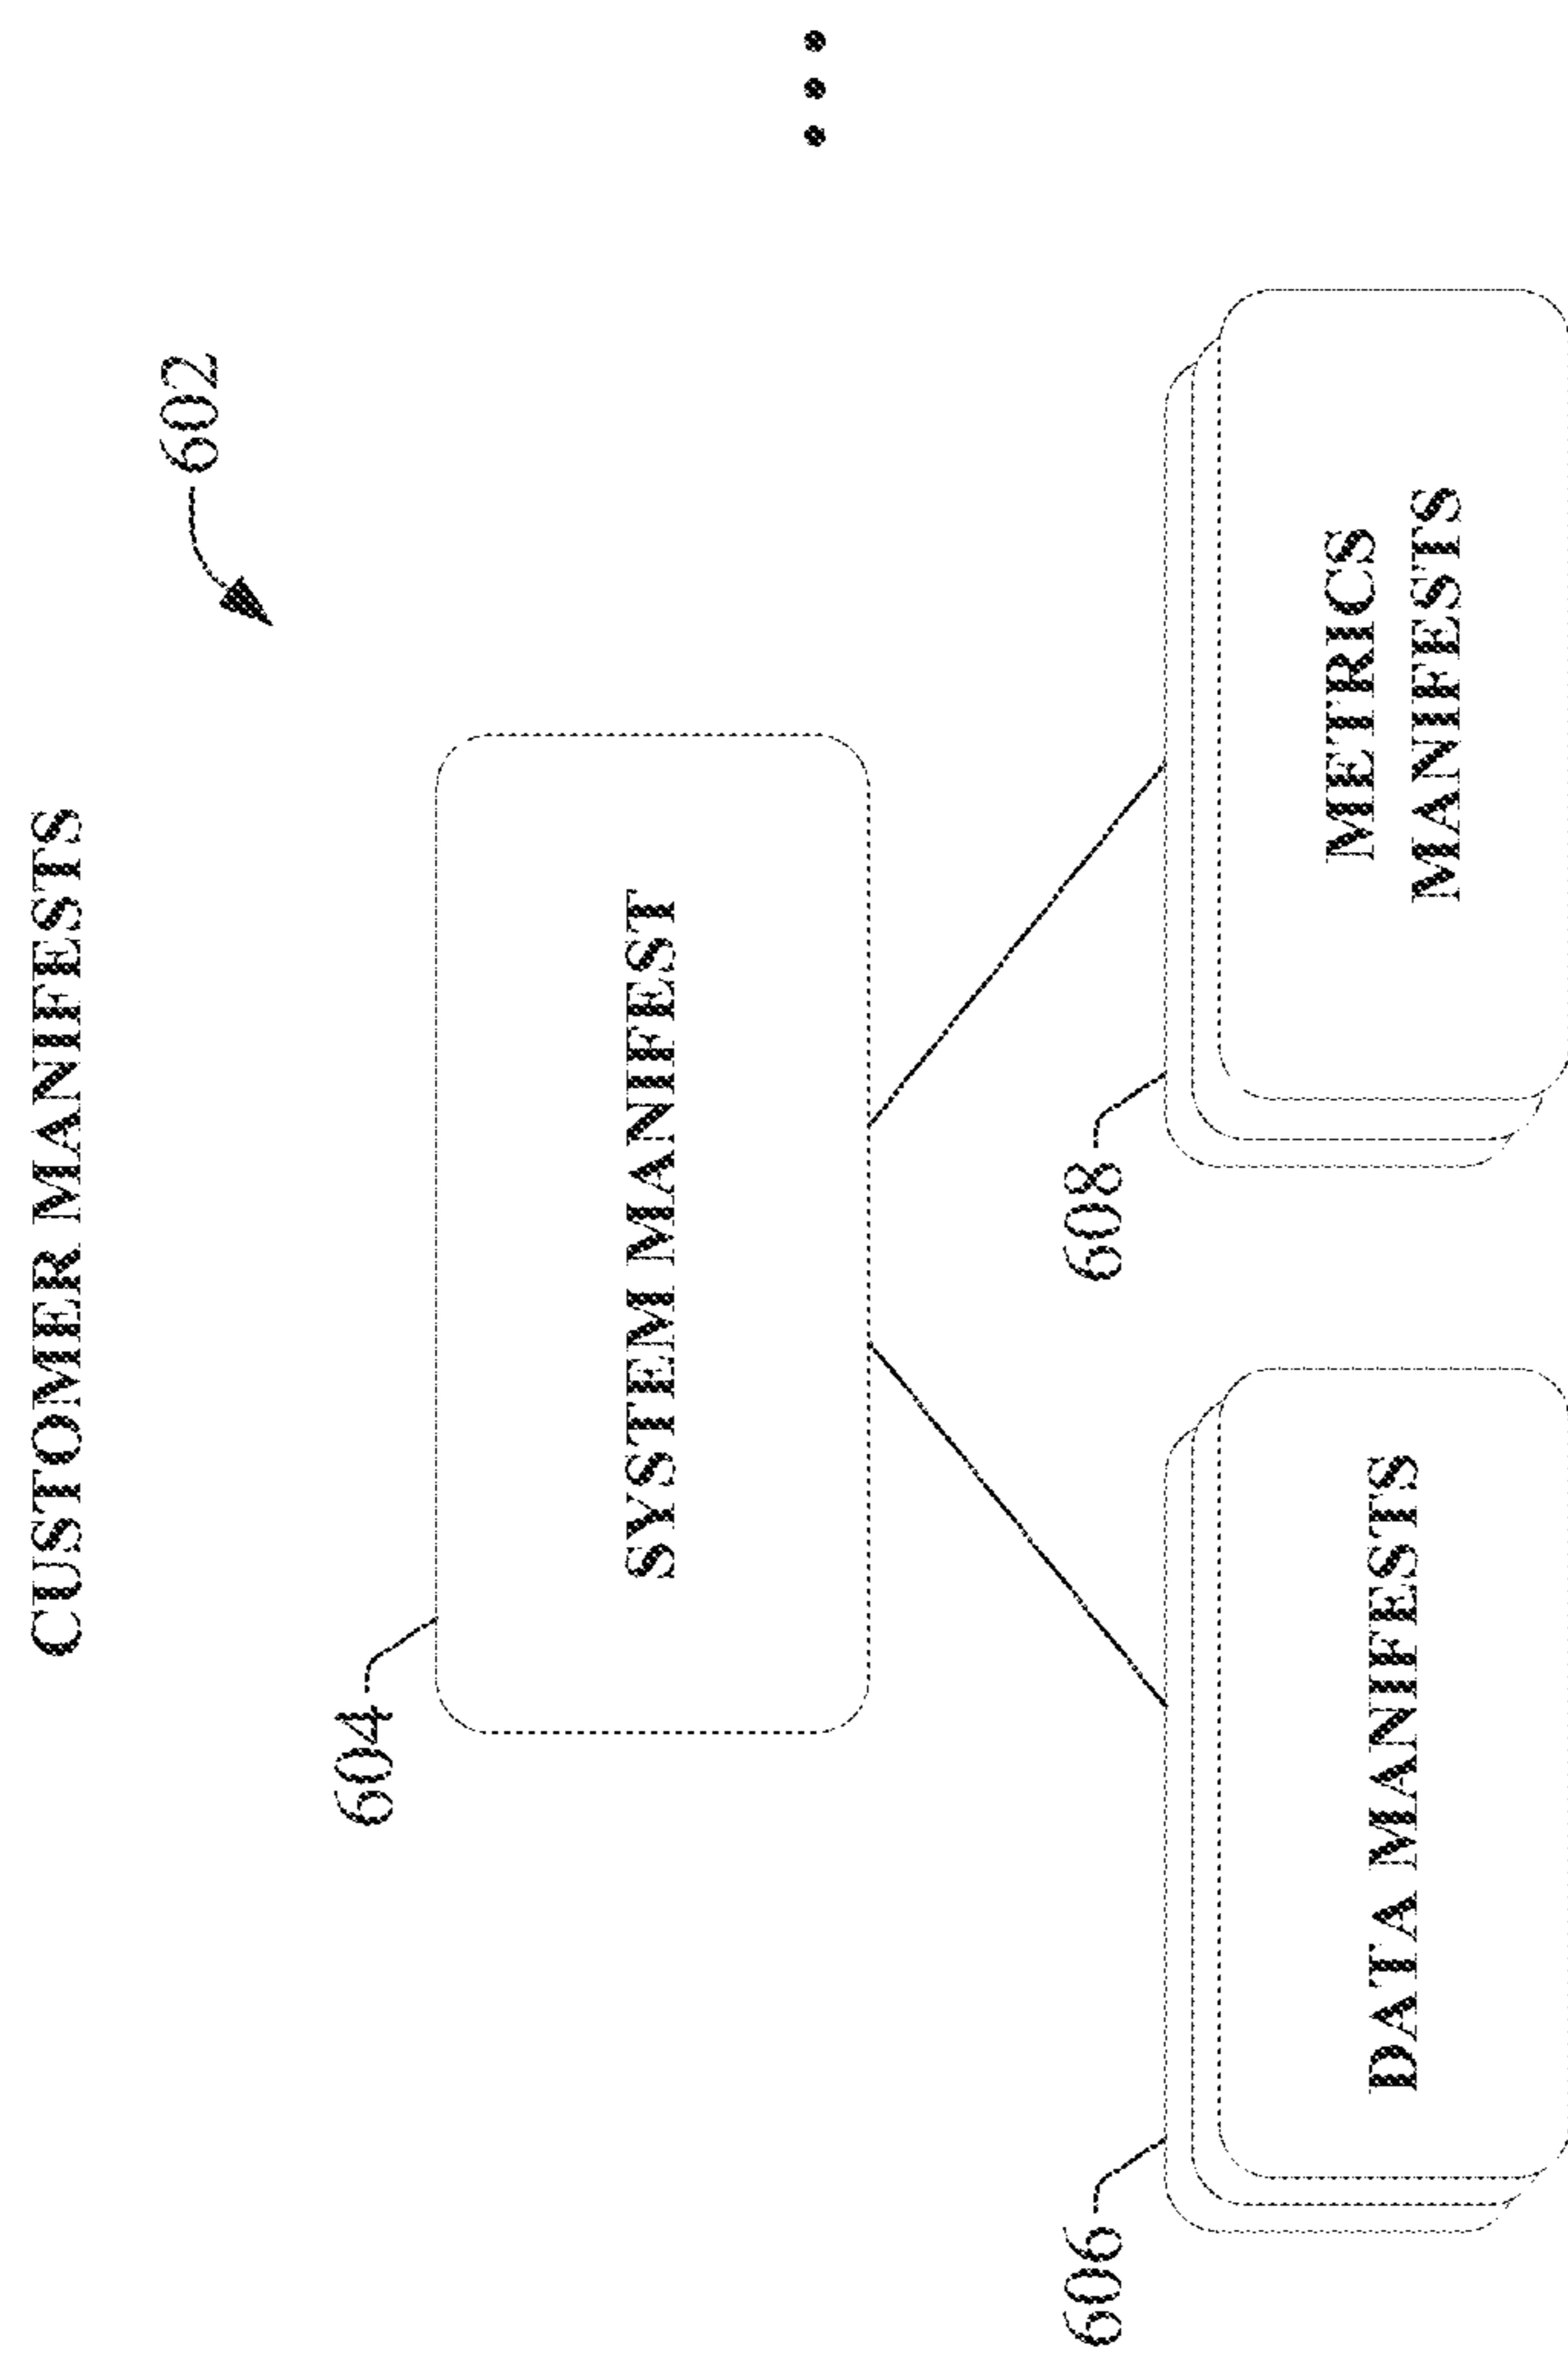 CUSTOMER MANIFESTS
602
604
SYSTEM MANIFEST
606
608
DATA MANIFESTS
METRICS
MANIFESTS